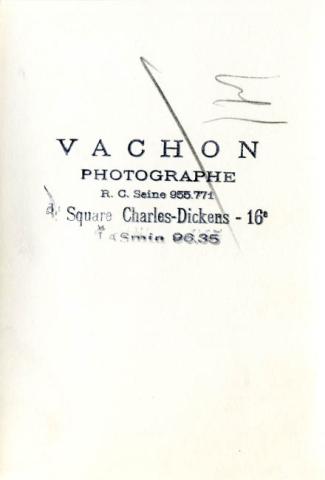 VACHON
PHOTOGRAPHE
R. C. Seine 955.771
Square Charles-Dickens - 16e
Jasmin 96.35